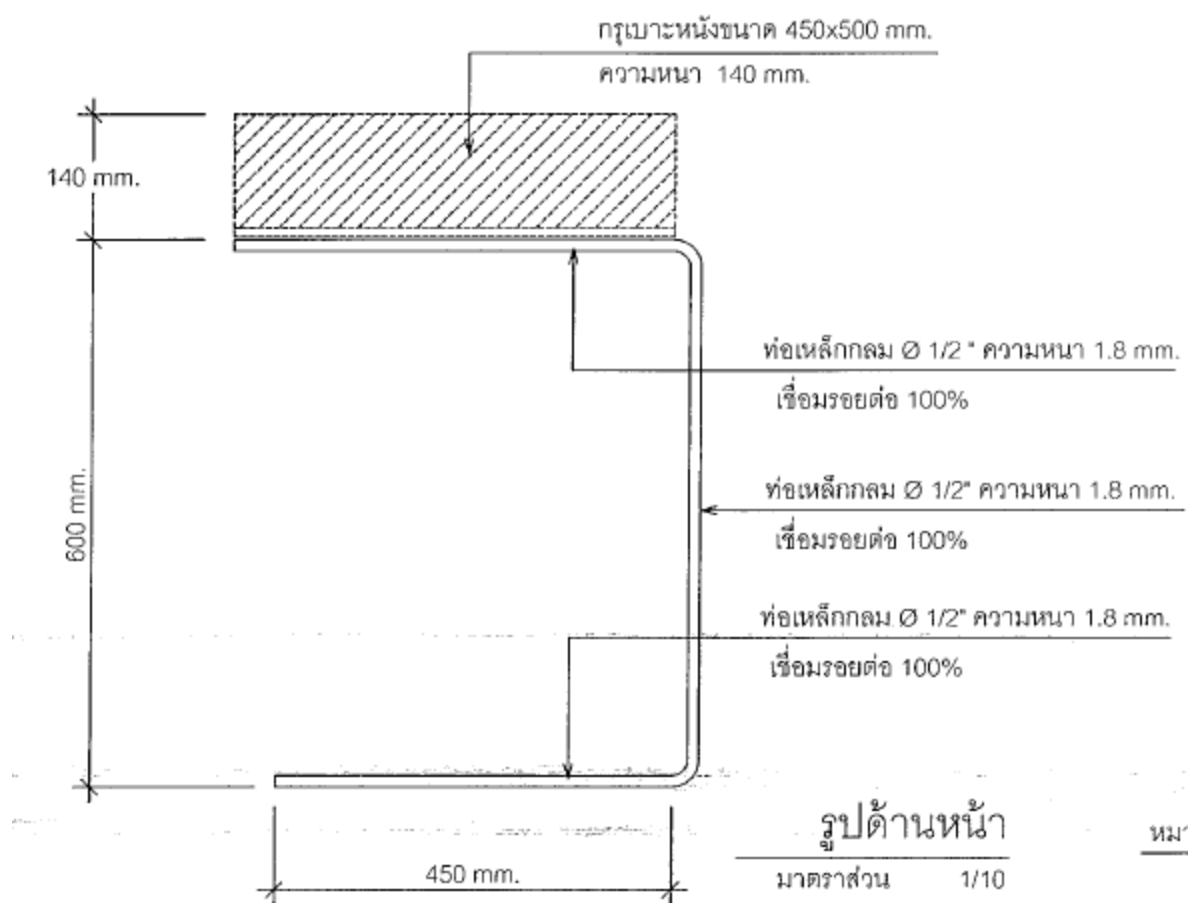 กรุเบาะหนังขนาด 450x500 mm.
ความหนา 140 mm.
140 mm.
ท่อเหล็กกลม Ø 1/2 " ความหนา 1.8 mm.
เชื่อมรอยต่อ 100%
ท่อเหล็กกลม Ø 1/2" ความหนา 1.8 mm.
เชื่อมรอยต่อ 100%
600 mm.
ท่อเหล็กกลม Ø 1/2" ความหนา 1.8 mm.
เชื่อมรอยต่อ 100%
รูปด้านหน้า
มาตราส่วน 1/10
450 mm.